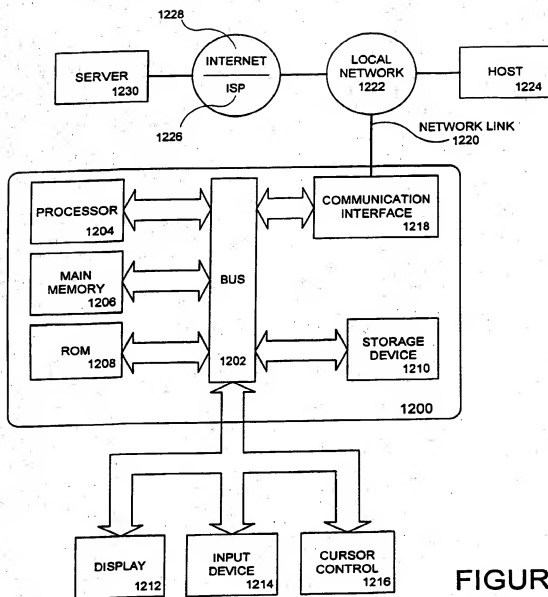 1228
INTERNET
ISP
1226
SERVER
1230
LOCAL
NETWORK
1222
HOST
1224
NETWORK LINK
1220
PROCESSOR
1204
MAIN
MEMORY
1206
ROM
1208
BUS
1202
COMMUNICATION
INTERFACE
1218
STORAGE
DEVICE
1210
1200
DISPLAY
1212
INPUT
DEVICE
1214
CURSOR
CONTROL
1216
FIGUR